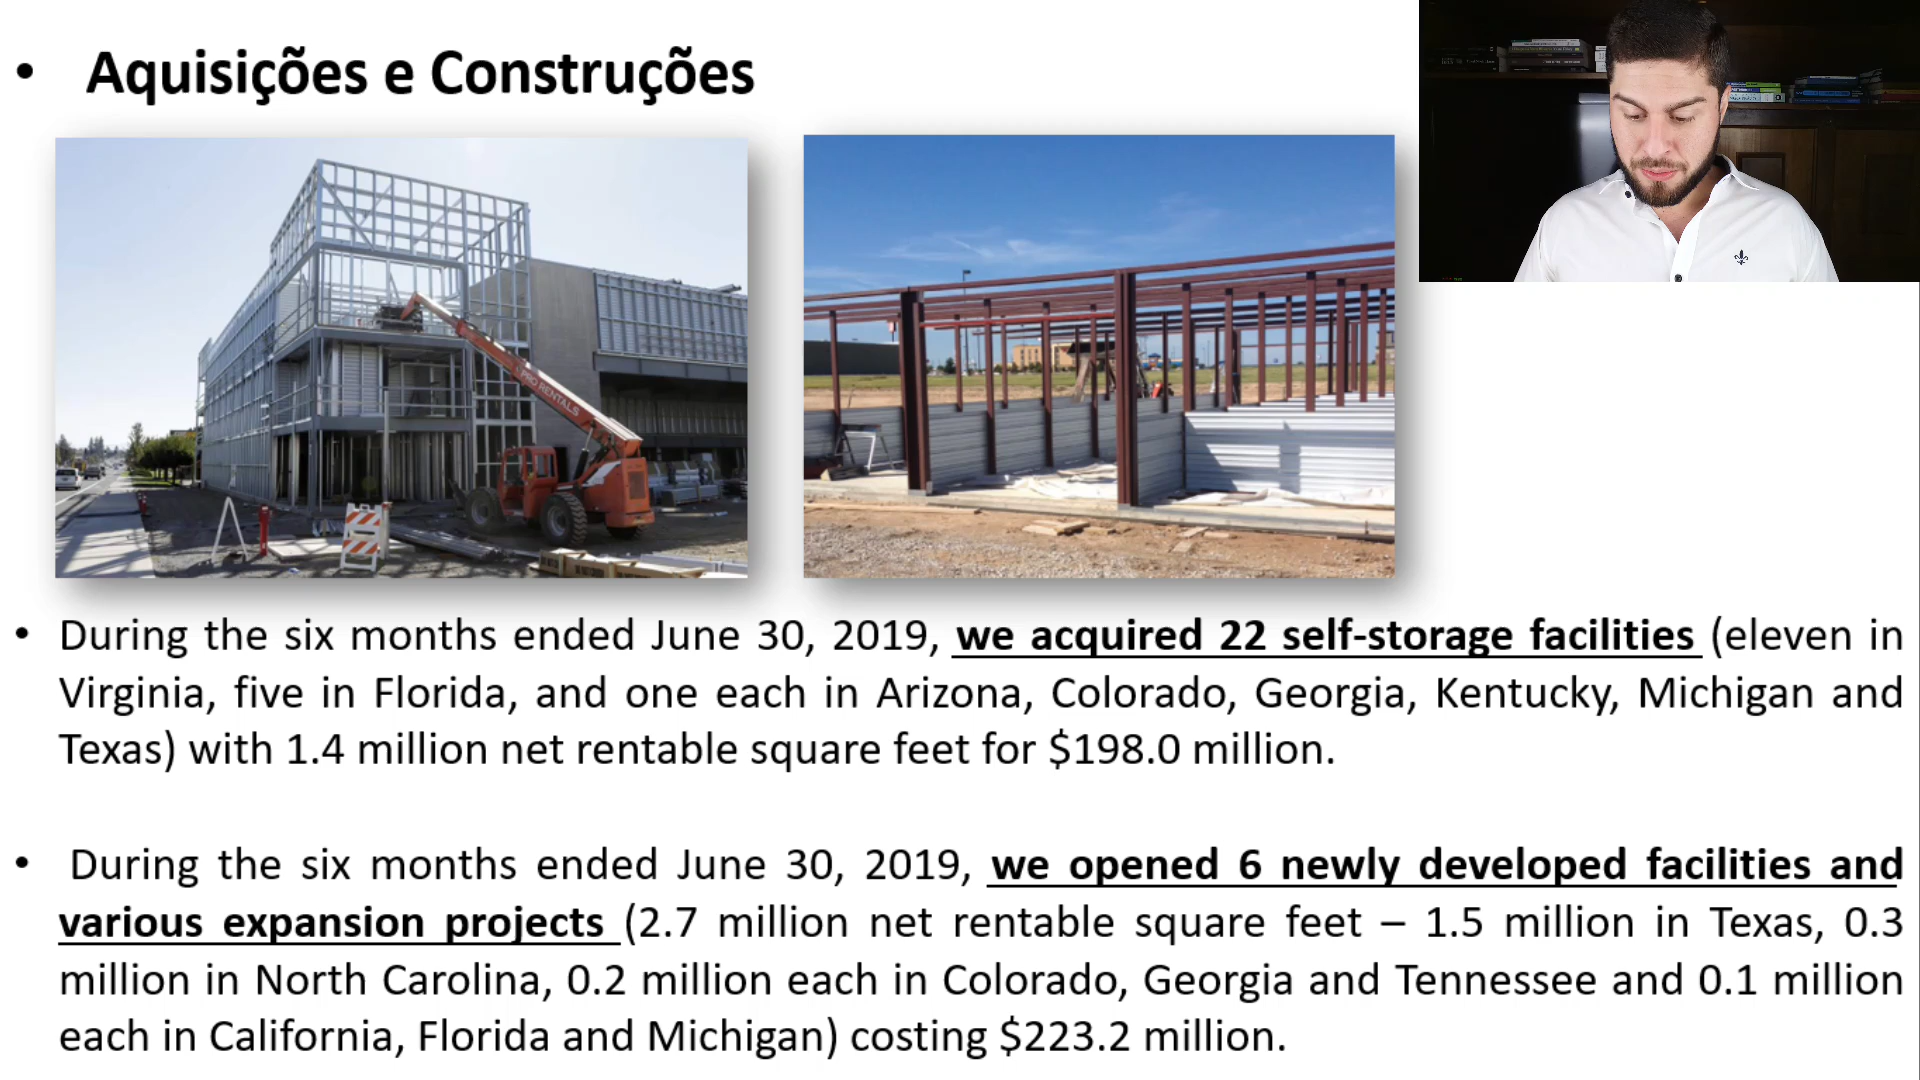 • Aquisições e Construções
PRO RENTALS
• During the six months ended June 30, 2019, we acquired 22 self-storage facilities (eleven in
Virginia, five in Florida, and one each in Arizona, Colorado, Georgia, Kentucky, Michigan and
Texas) with 1.4 million net rentable square feet for $198.0 million.
• During the six months ended June 30, 2019, we opened 6 newly developed facilities and
various expansion projects (2.7 million net rentable square feet – 1.5 million in Texas, 0.3
million in North Carolina, 0.2 million each in Colorado, Georgia and Tennessee and 0.1 million
each in California, Florida and Michigan) costing $223.2 million.